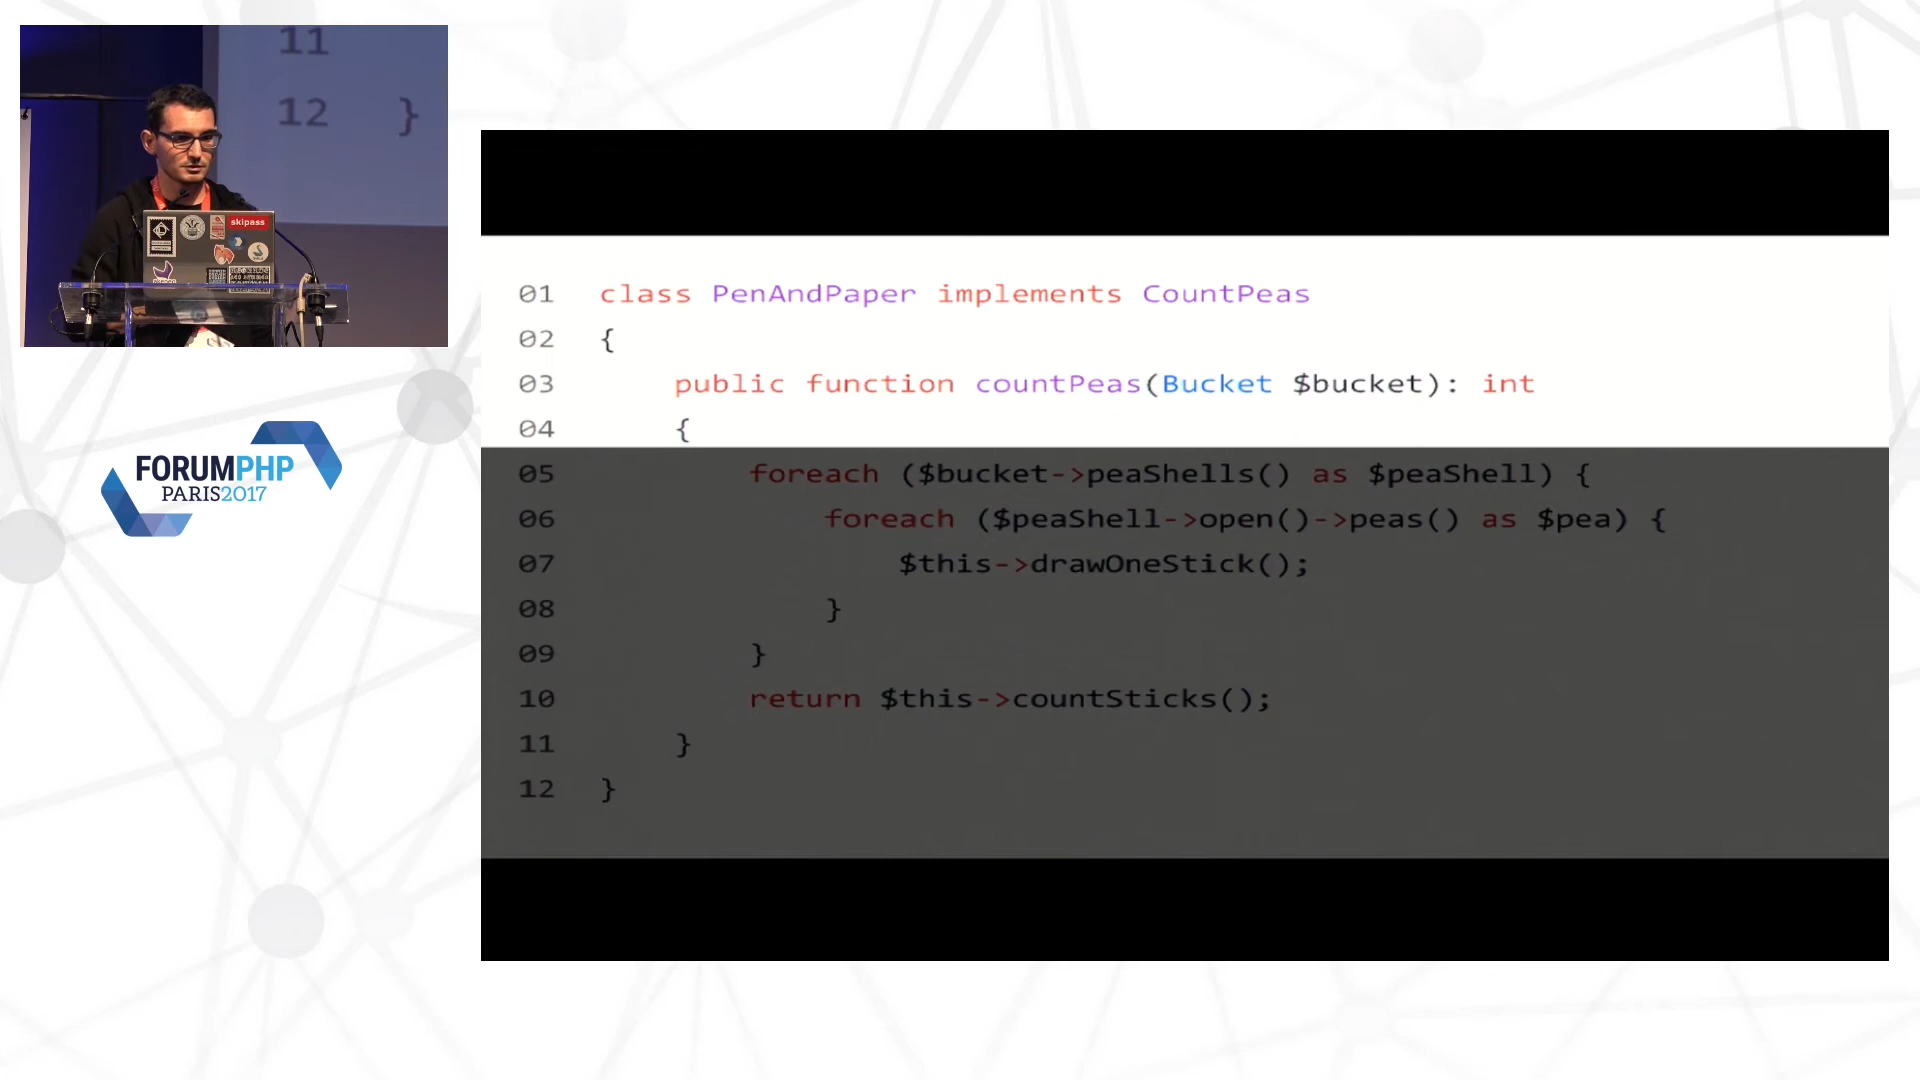 11
12 }
skipass
FORUMPHP
PARIS2017
01 class PenAndPaper implements CountPeas
02 {
03 public function countPeas(Bucket $bucket): int
04 {
05 foreach ($bucket->peaShells() as $peaShell) {
06 foreach ($peaShell->open()->peas() as $pea) {
07 $this->drawOneStick();
08 }
09 }
10 return $this->countSticks();
11 }
12 }